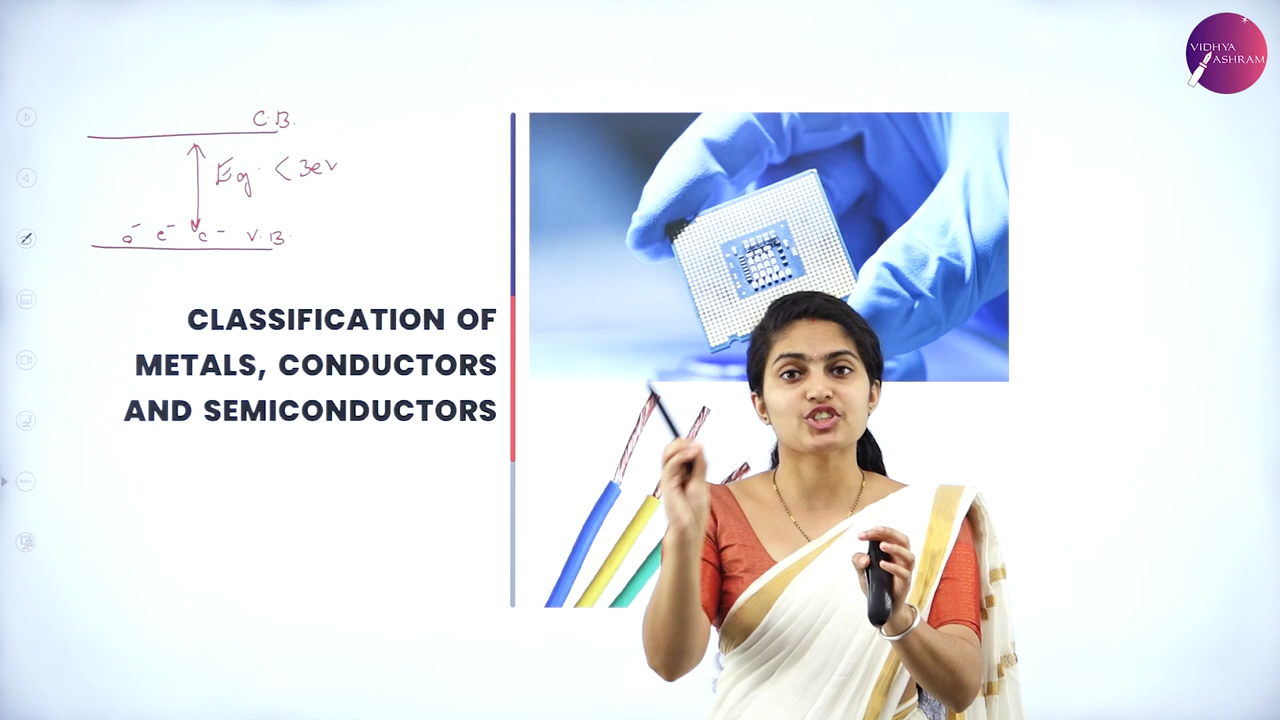 VIDHYA
ASHRAM
C.B.
Eg. < 3ev
e⁻ e⁻ e⁻ V.B.
CLASSIFICATION OF
METALS, CONDUCTORS
AND SEMICONDUCTORS